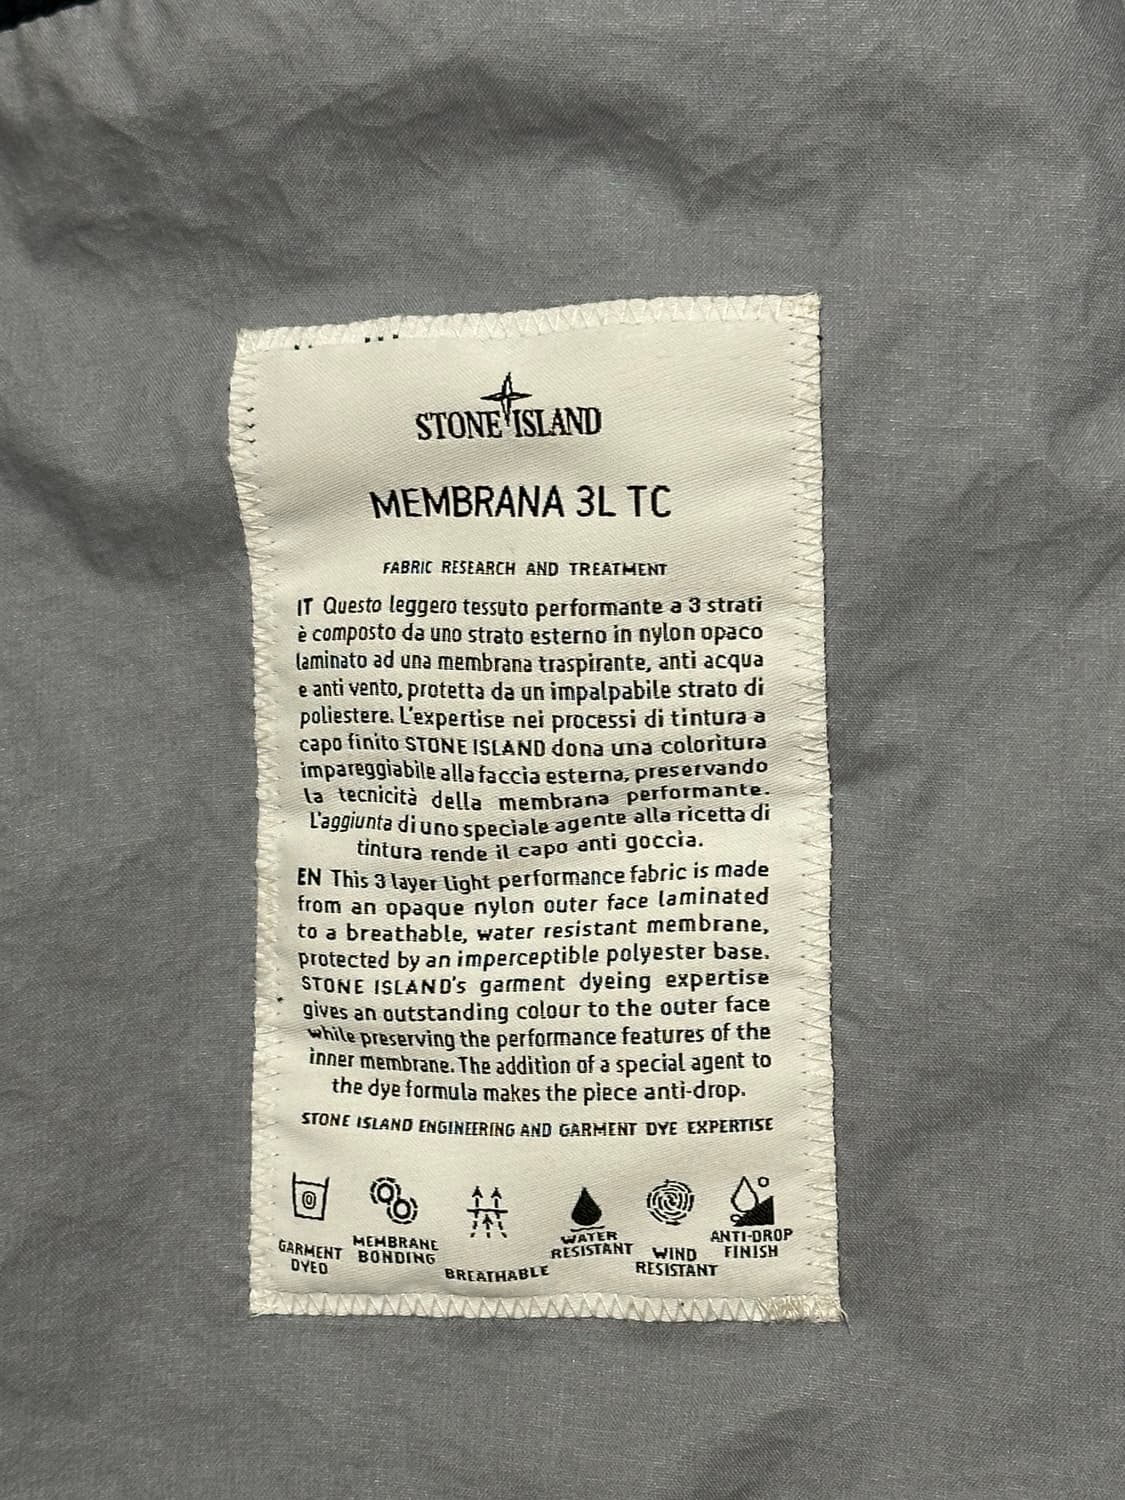 STONE ISLAND
MEMBRANA 3L TC
FABRIC RESEARCH AND TREATMENT
IT Questo leggero tessuto performante a 3 strati
è composto da uno strato esterno in nylon opaco
laminato ad una membrana traspirante, anti acqua
e anti vento, protetta da un impalpabile strato di
poliestere. L'expertise nei processi di tintura a
capo finito STONE ISLAND dona una coloritura
impareggiabile alla faccia esterna, preservando
la tecnicità della membrana performante.
L'aggiunta di uno speciale agente alla ricetta di
tintura rende il capo anti goccia.
EN This 3 layer light performance fabric is made
from an opaque nylon outer face laminated
to a breathable, water resistant membrane,
protected by an imperceptible polyester base.
STONE ISLAND's garment dyeing expertise
gives an outstanding colour to the outer face
while preserving the performance features of the
inner membrane. The addition of a special agent to
the dye formula makes the piece anti-drop.
STONE ISLAND ENGINEERING AND GARMENT DYE EXPERTISE
GARMENT
DYED
MEMBRANE
BONDING
BREATHABLE
WATER
RESISTANT
WIND
RESISTANT
ANTI-DROP
FINISH